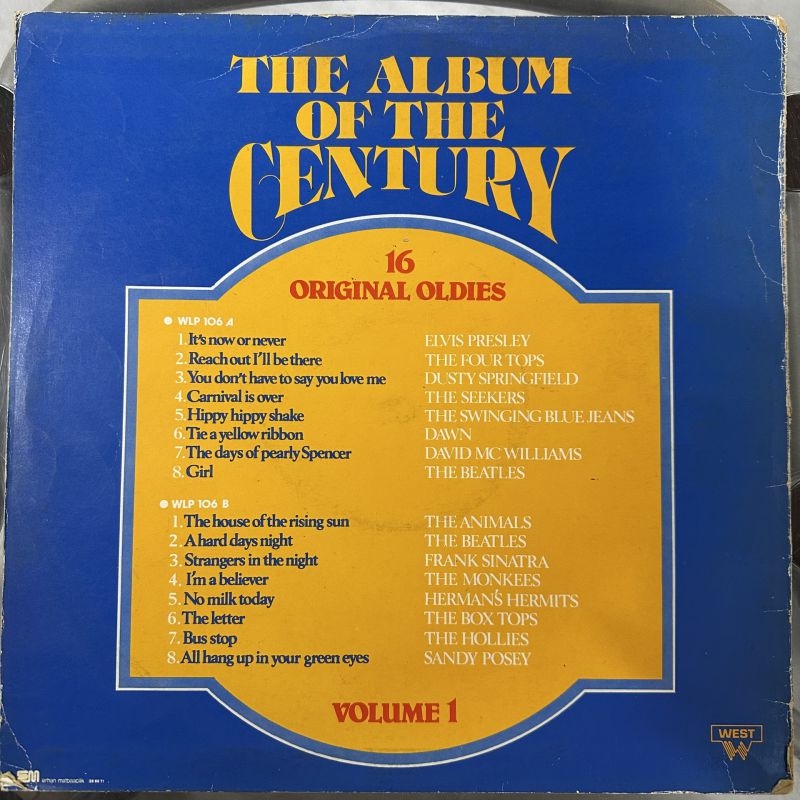 THE ALBUM
OF THE
CENTURY
16
ORIGINAL OLDIES
WLP 106 A
1. It's now or never ELVIS PRESLEY
2. Reach out I'll be there THE FOUR TOPS
3. You don't have to say you love me DUSTY SPRINGFIELD
4. Carnival is over THE SEEKERS
5. Hippy hippy shake THE SWINGING BLUE JEANS
6. Tie a yellow ribbon DAWN
7. The days of pearly Spencer DAVID MC WILLIAMS
8. Girl THE BEATLES
WLP 106 B
1. The house of the rising sun THE ANIMALS
2. A hard days night THE BEATLES
3. Strangers in the night FRANK SINATRA
4. I'm a believer THE MONKEES
5. No milk today HERMAN'S HERMITS
6. The letter THE BOX TOPS
7. Bus stop THE HOLLIES
8. All hang up in your green eyes SANDY POSEY
VOLUME 1
WEST
erhan matbaacılık